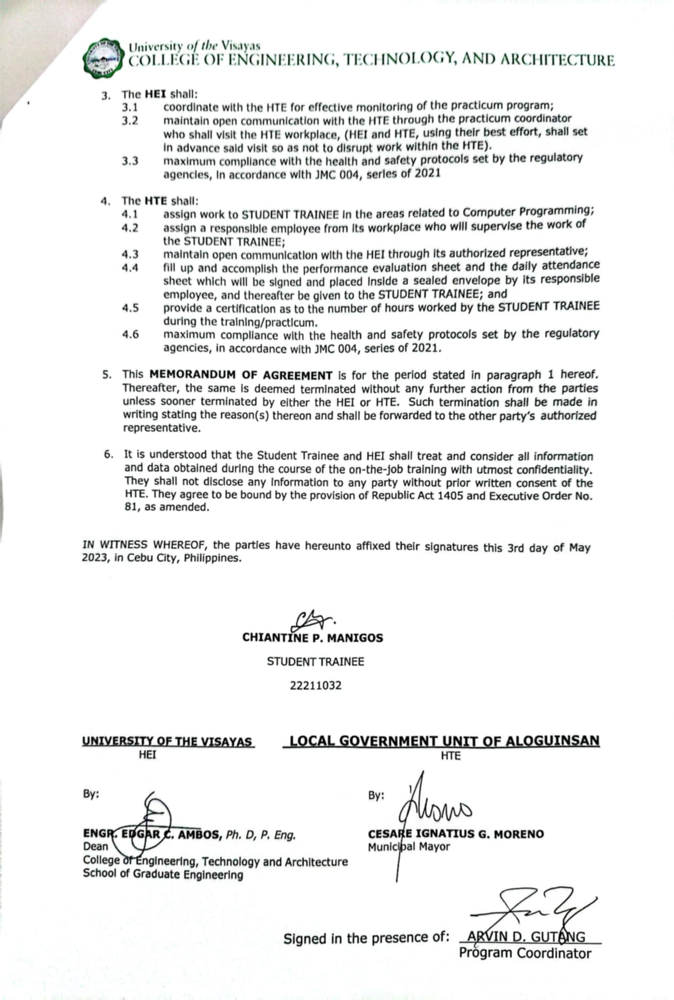 University of the Visayas
COLLEGE OF ENGINEERING, TECHNOLOGY, AND ARCHITECTURE
3. The HEI shall:
3.1 coordinate with the HTE for effective monitoring of the practicum program;
3.2 maintain open communication with the HTE through the practicum coordinator
who shall visit the HTE workplace, (HEI and HTE, using their best effort, shall set
in advance said visit so as not to disrupt work within the HTE).
3.3 maximum compliance with the health and safety protocols set by the regulatory
agencies, in accordance with JMC 004, series of 2021
4. The HTE shall:
4.1 assign work to STUDENT TRAINEE in the areas related to Computer Programming;
4.2 assign a responsible employee from its workplace who will supervise the work of
the STUDENT TRAINEE;
4.3 maintain open communication with the HEI through its authorized representative;
4.4 fill up and accomplish the performance evaluation sheet and the daily attendance
sheet which will be signed and placed inside a sealed envelope by its responsible
employee, and thereafter be given to the STUDENT TRAINEE; and
4.5 provide a certification as to the number of hours worked by the STUDENT TRAINEE
during the training/practicum.
4.6 maximum compliance with the health and safety protocols set by the regulatory
agencies, in accordance with JMC 004, series of 2021.
5. This MEMORANDUM OF AGREEMENT is for the period stated in paragraph 1 hereof.
Thereafter, the same is deemed terminated without any further action from the parties
unless sooner terminated by either the HEI or HTE. Such termination shall be made in
writing stating the reason(s) thereon and shall be forwarded to the other party's authorized
representative.
6. It is understood that the Student Trainee and HEI shall treat and consider all information
and data obtained during the course of the on-the-job training with utmost confidentiality.
They shall not disclose any information to any party without prior written consent of the
HTE. They agree to be bound by the provision of Republic Act 1405 and Executive Order No.
81, as amended.
IN WITNESS WHEREOF, the parties have hereunto affixed their signatures this 3rd day of May
2023, in Cebu City, Philippines.
CHIANTINE P. MANIGOS
STUDENT TRAINEE
22211032
UNIVERSITY OF THE VISAYAS LOCAL GOVERNMENT UNIT OF ALOGUINSAN
HEI HTE
By: By:
ENGR. EDGAR C. AMBOS, Ph. D, P. Eng. CESARE IGNATIUS G. MORENO
Dean Municipal Mayor
College of Engineering, Technology and Architecture
School of Graduate Engineering
Signed in the presence of: ARVIN D. GUTANG
Program Coordinator